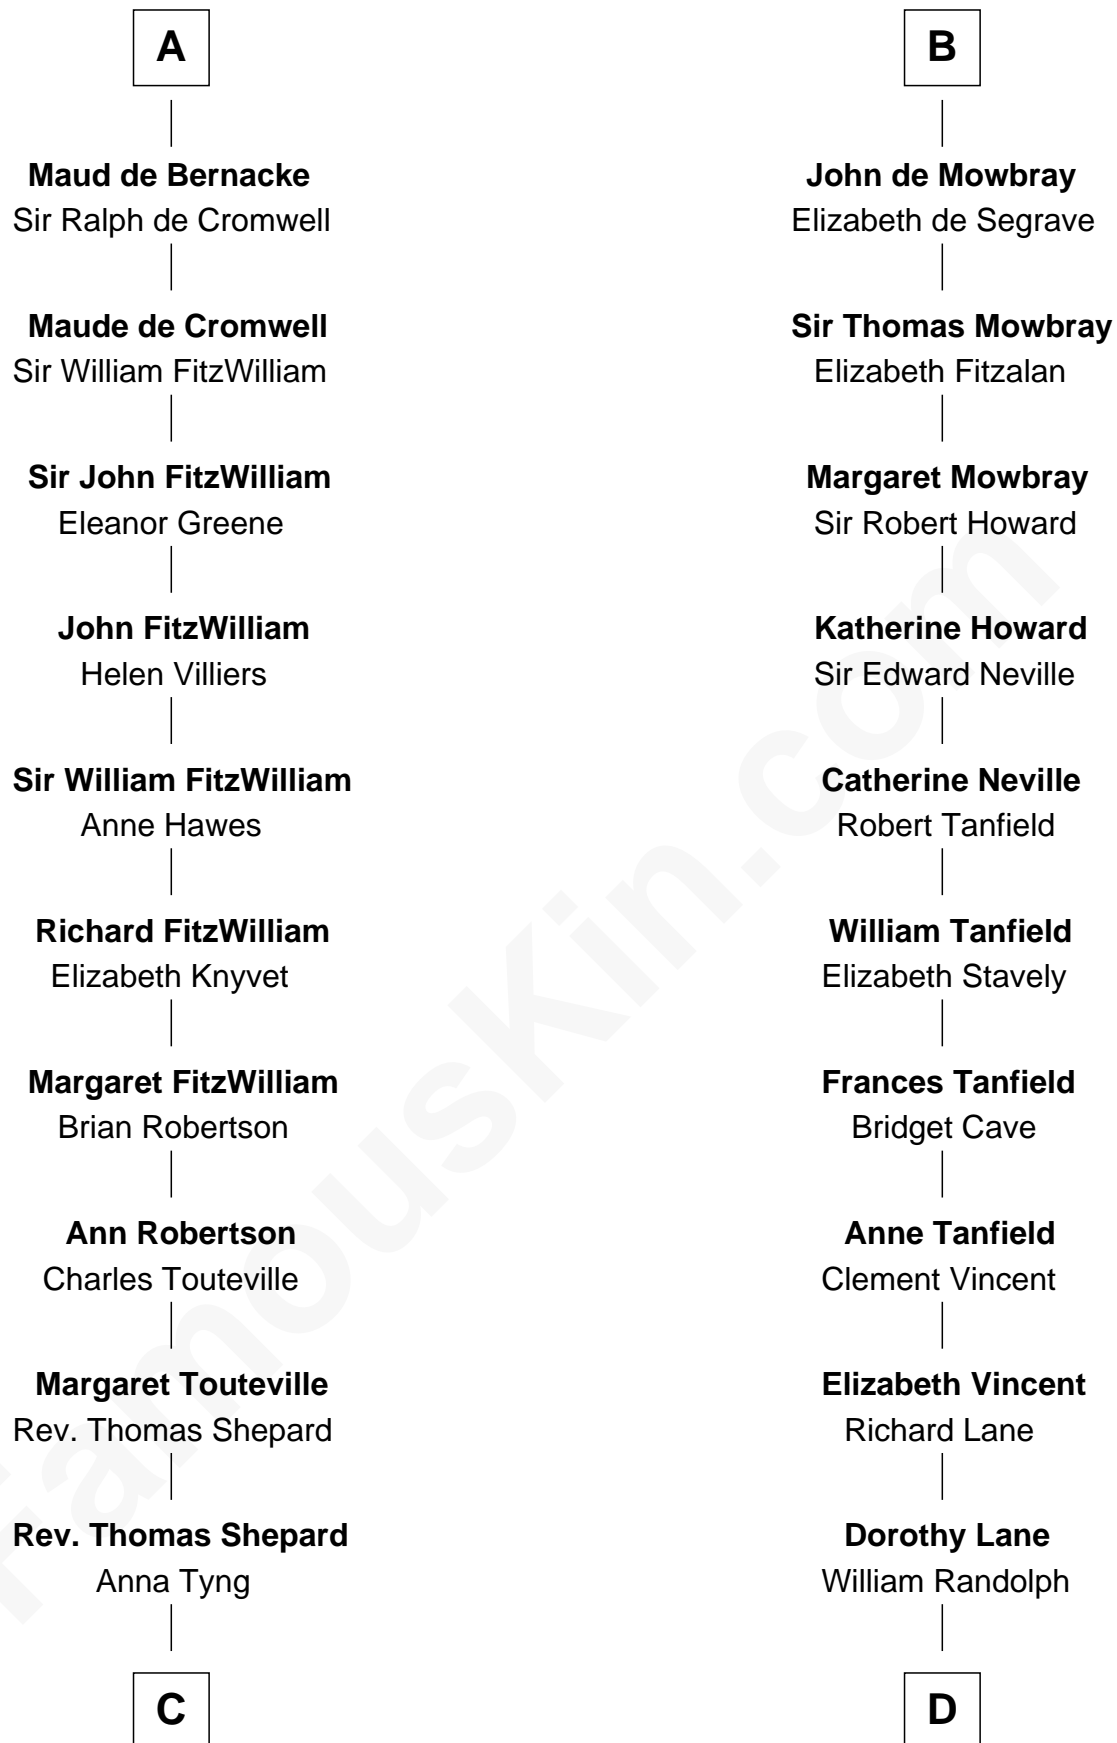 A
Maud de Bernacke
Sir Ralph de Cromwell
Maude de Cromwell
Sir William FitzWilliam
Sir John FitzWilliam
Eleanor Greene
John FitzWilliam
Helen Villiers
Sir William FitzWilliam
Anne Hawes
Richard FitzWilliam
Elizabeth Knyvet
Margaret FitzWilliam
Brian Robertson
Ann Robertson
Charles Touteville
Margaret Touteville
Rev. Thomas Shepard
Rev. Thomas Shepard
Anna Tyng
C
B
John de Mowbray
Elizabeth de Segrave
Sir Thomas Mowbray
Elizabeth Fitzalan
Margaret Mowbray
Sir Robert Howard
Katherine Howard
Sir Edward Neville
Catherine Neville
Robert Tanfield
William Tanfield
Elizabeth Stavely
Frances Tanfield
Bridget Cave
Anne Tanfield
Clement Vincent
Elizabeth Vincent
Richard Lane
Dorothy Lane
William Randolph
D
FamousKin.com